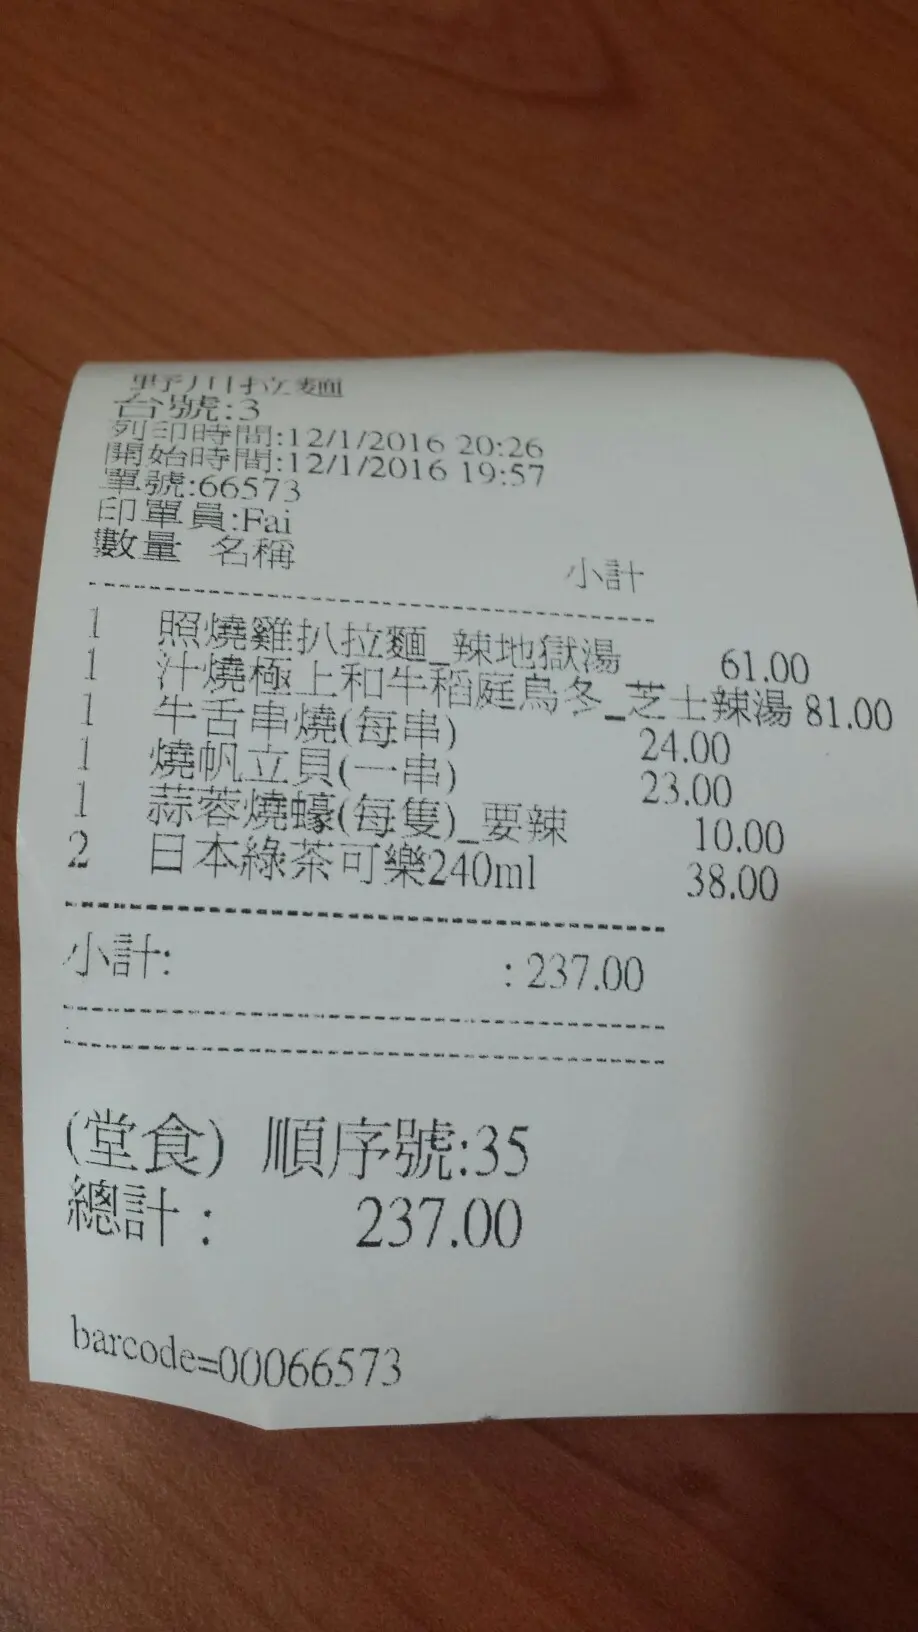 野川拉麵
台號:3
列印時間:12/1/2016 20:26
開始時間:12/1/2016 19:57
單號:66573
印單員:Fai
數量 名稱 小計
1 照燒雞扒拉麵_辣地獄湯 61.00
1 汁燒極上和牛稻庭烏冬_芝士辣湯 81.00
1 牛舌串燒(每串) 24.00
1 燒帆立貝(一串) 23.00
1 蒜蓉燒蠔(每隻)_要辣 10.00
2 日本綠茶可樂240ml 38.00
小計: : 237.00
(堂食) 順序號:35
總計 : 237.00
barcode=00066573